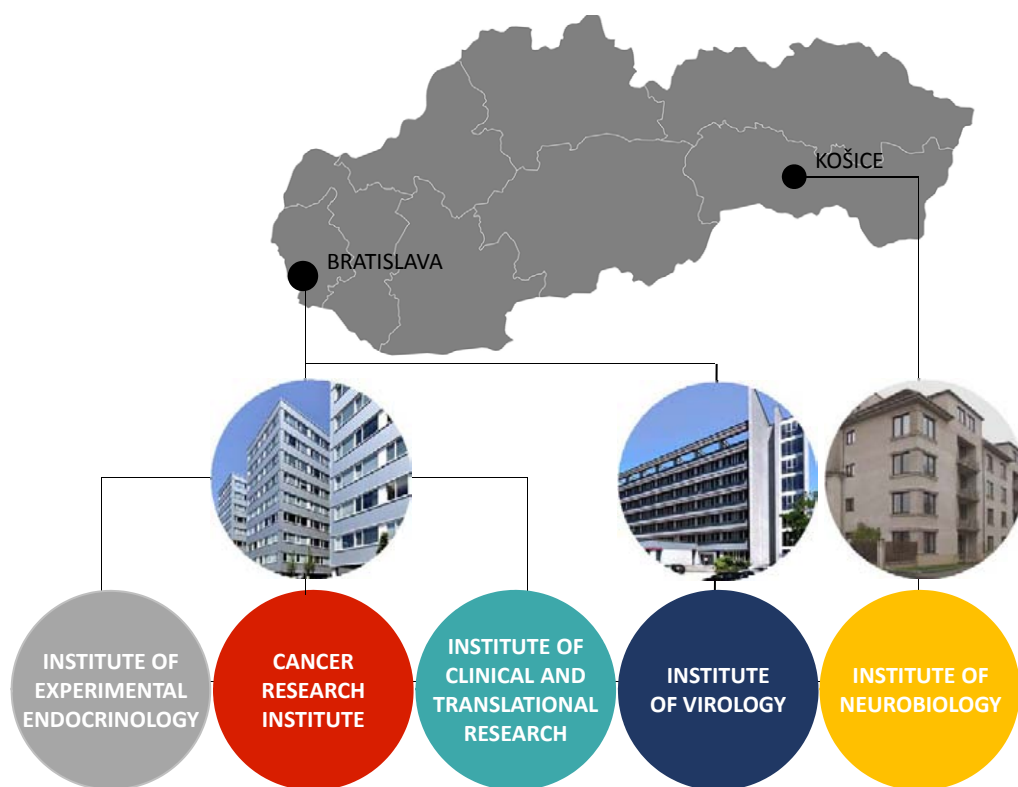 KOŠICE
BRATISLAVA
INSTITUTE OF
EXPERIMENTAL
ENDOCRINOLOGY
CANCER
RESEARCH
INSTITUTE
INSTITUTE OF
CLINICAL AND
TRANSLATIONAL
RESEARCH
INSTITUTE
OF VIROLOGY
INSTITUTE OF
NEUROBIOLOGY